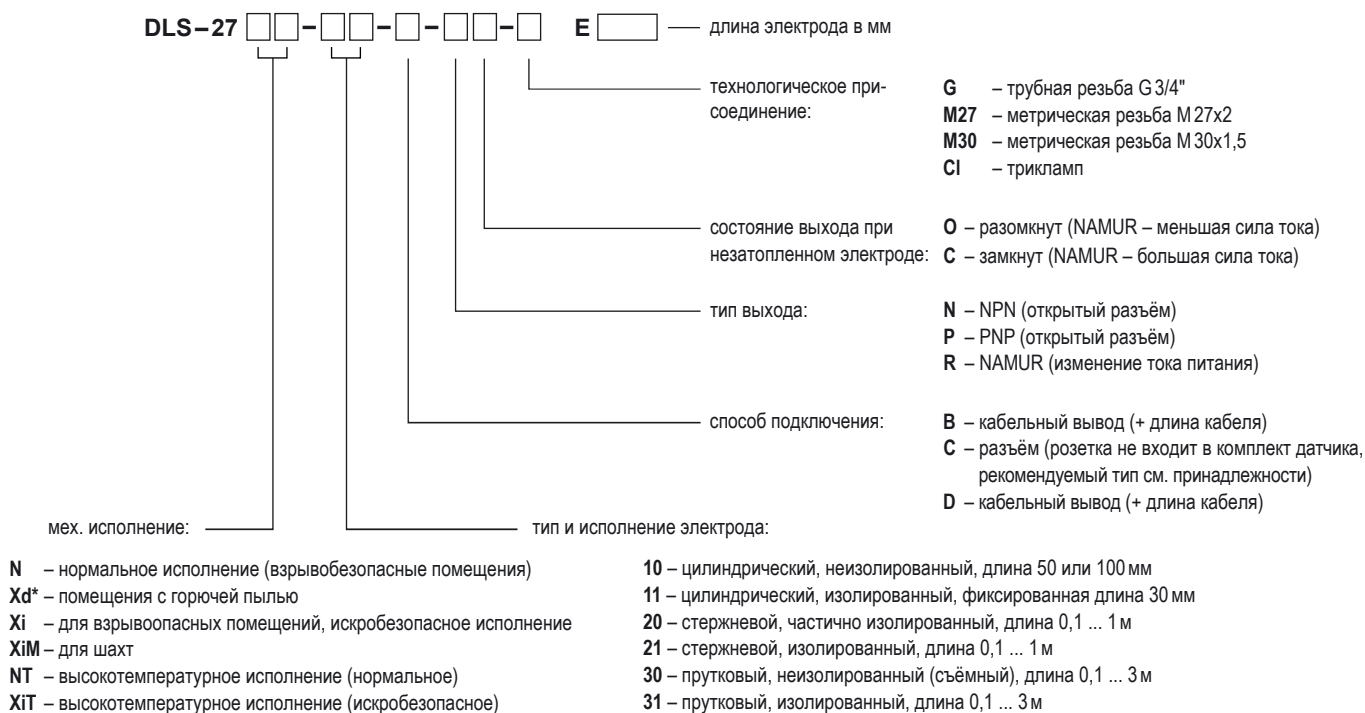 DLS–27 – – – – E длина электрода в мм
технологическое при-
соединение:
G – трубная резьба G 3/4"
M27 – метрическая резьба M 27x2
M30 – метрическая резьба M 30x1,5
Cl – трикламп
состояние выхода при
незатопленном электроде:
O – разомкнут (NAMUR – меньшая сила тока)
C – замкнут (NAMUR – большая сила тока)
тип выхода:
N – NPN (открытый разъём)
P – PNP (открытый разъём)
R – NAMUR (изменение тока питания)
способ подключения:
B – кабельный вывод (+ длина кабеля)
C – разъём (розетка не входит в комплект датчика,
рекомендуемый тип см. принадлежности)
D – кабельный вывод (+ длина кабеля)
мех. исполнение:
N – нормальное исполнение (взрывобезопасные помещения)
Xd* – помещения с горючей пылью
Xi – для взрывоопасных помещений, искробезопасное исполнение
XiM – для шахт
NT – высокотемпературное исполнение (нормальное)
XiT – высокотемпературное исполнение (искробезопасное)
тип и исполнение электрода:
10 – цилиндрический, неизолированный, длина 50 или 100 мм
11 – цилиндрический, изолированный, фиксированная длина 30 мм
20 – стержневой, частично изолированный, длина 0,1 ... 1 м
21 – стержневой, изолированный, длина 0,1 ... 1 м
30 – прутковый, неизолированный (съёмный), длина 0,1 ... 3 м
31 – прутковый, изолированный, длина 0,1 ... 3 м